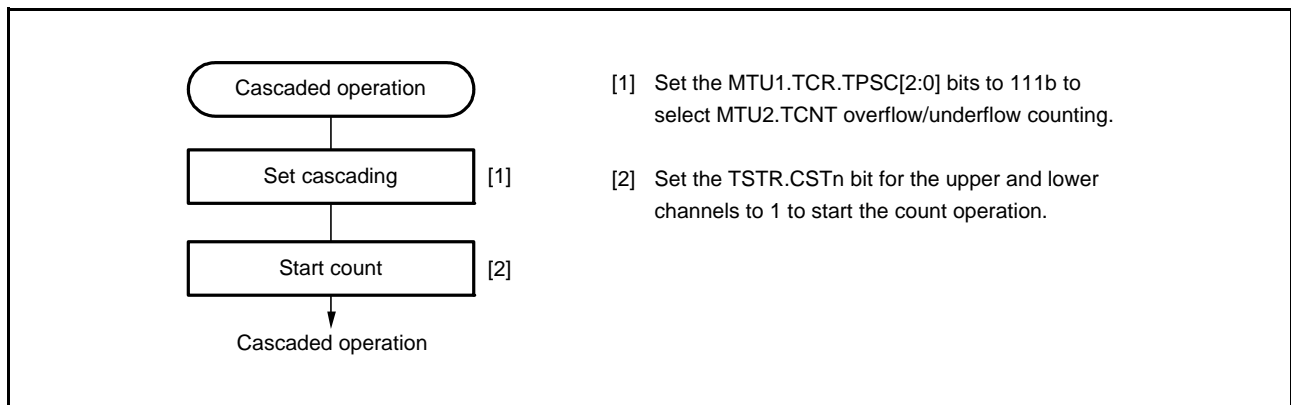 Cascaded operation
Set cascading [1]
Start count [2]
Cascaded operation
[1] Set the MTU1.TCR.TPSC[2:0] bits to 111b to
select MTU2.TCNT overflow/underflow counting.
[2] Set the TSTR.CSTn bit for the upper and lower
channels to 1 to start the count operation.